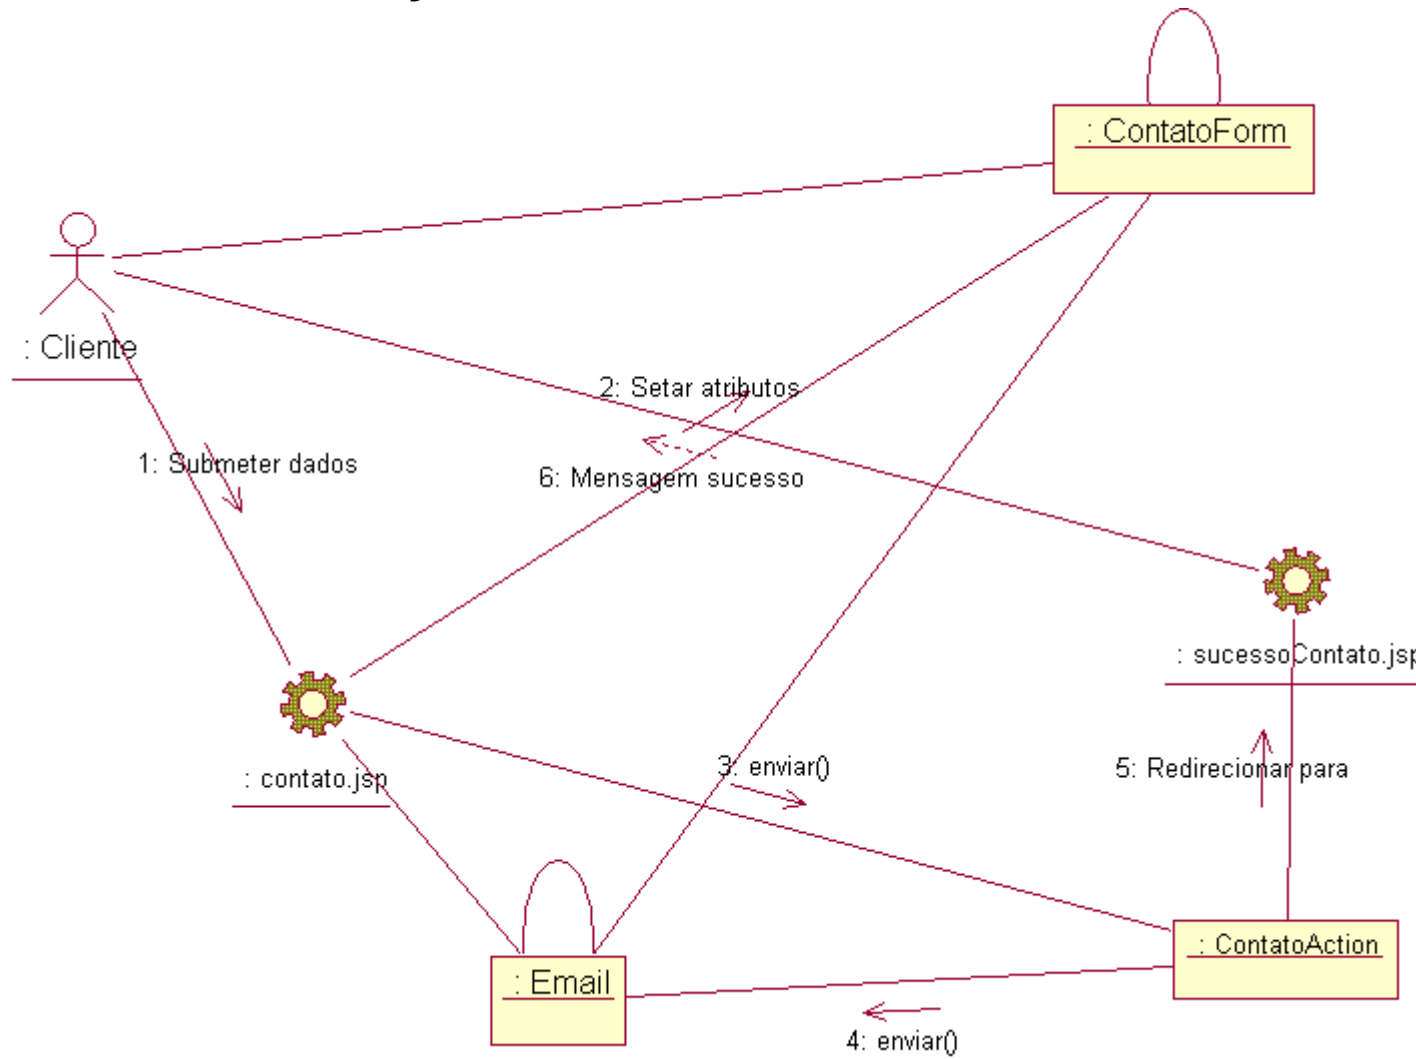 : ContatoForm
: Cliente
2: Setar atributos
1: Submeter dados
6: Mensagem sucesso
: sucessoContato.jsp
: contato.jsp
3: enviar()
5: Redirecionar para
: ContatoAction
: Email
4: enviar()